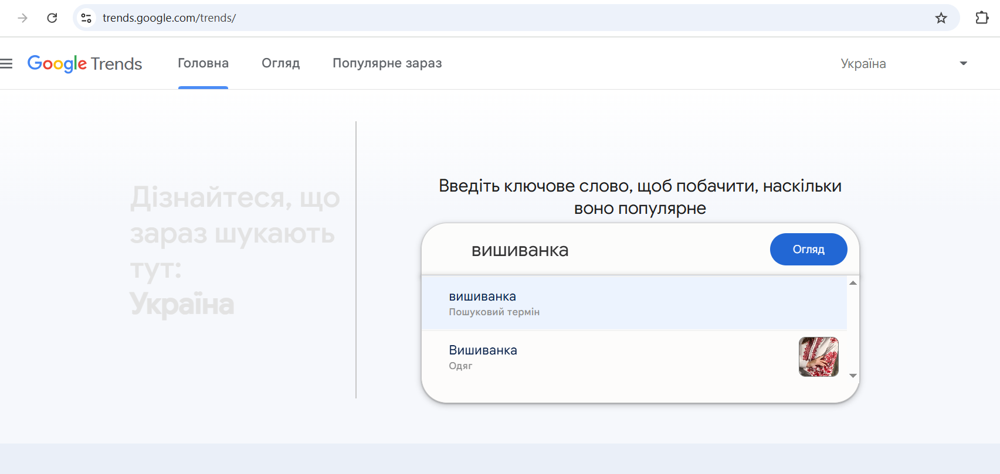 trends.google.com/trends/
Google Trends
Головна
Огляд
Популярне зараз
Україна
Дізнайтеся, що
зараз шукають
тут:
Україна
Введіть ключове слово, щоб побачити, наскільки
воно популярне
вишиванка
Огляд
вишиванка
Пошуковий термін
Вишиванка
Одяг